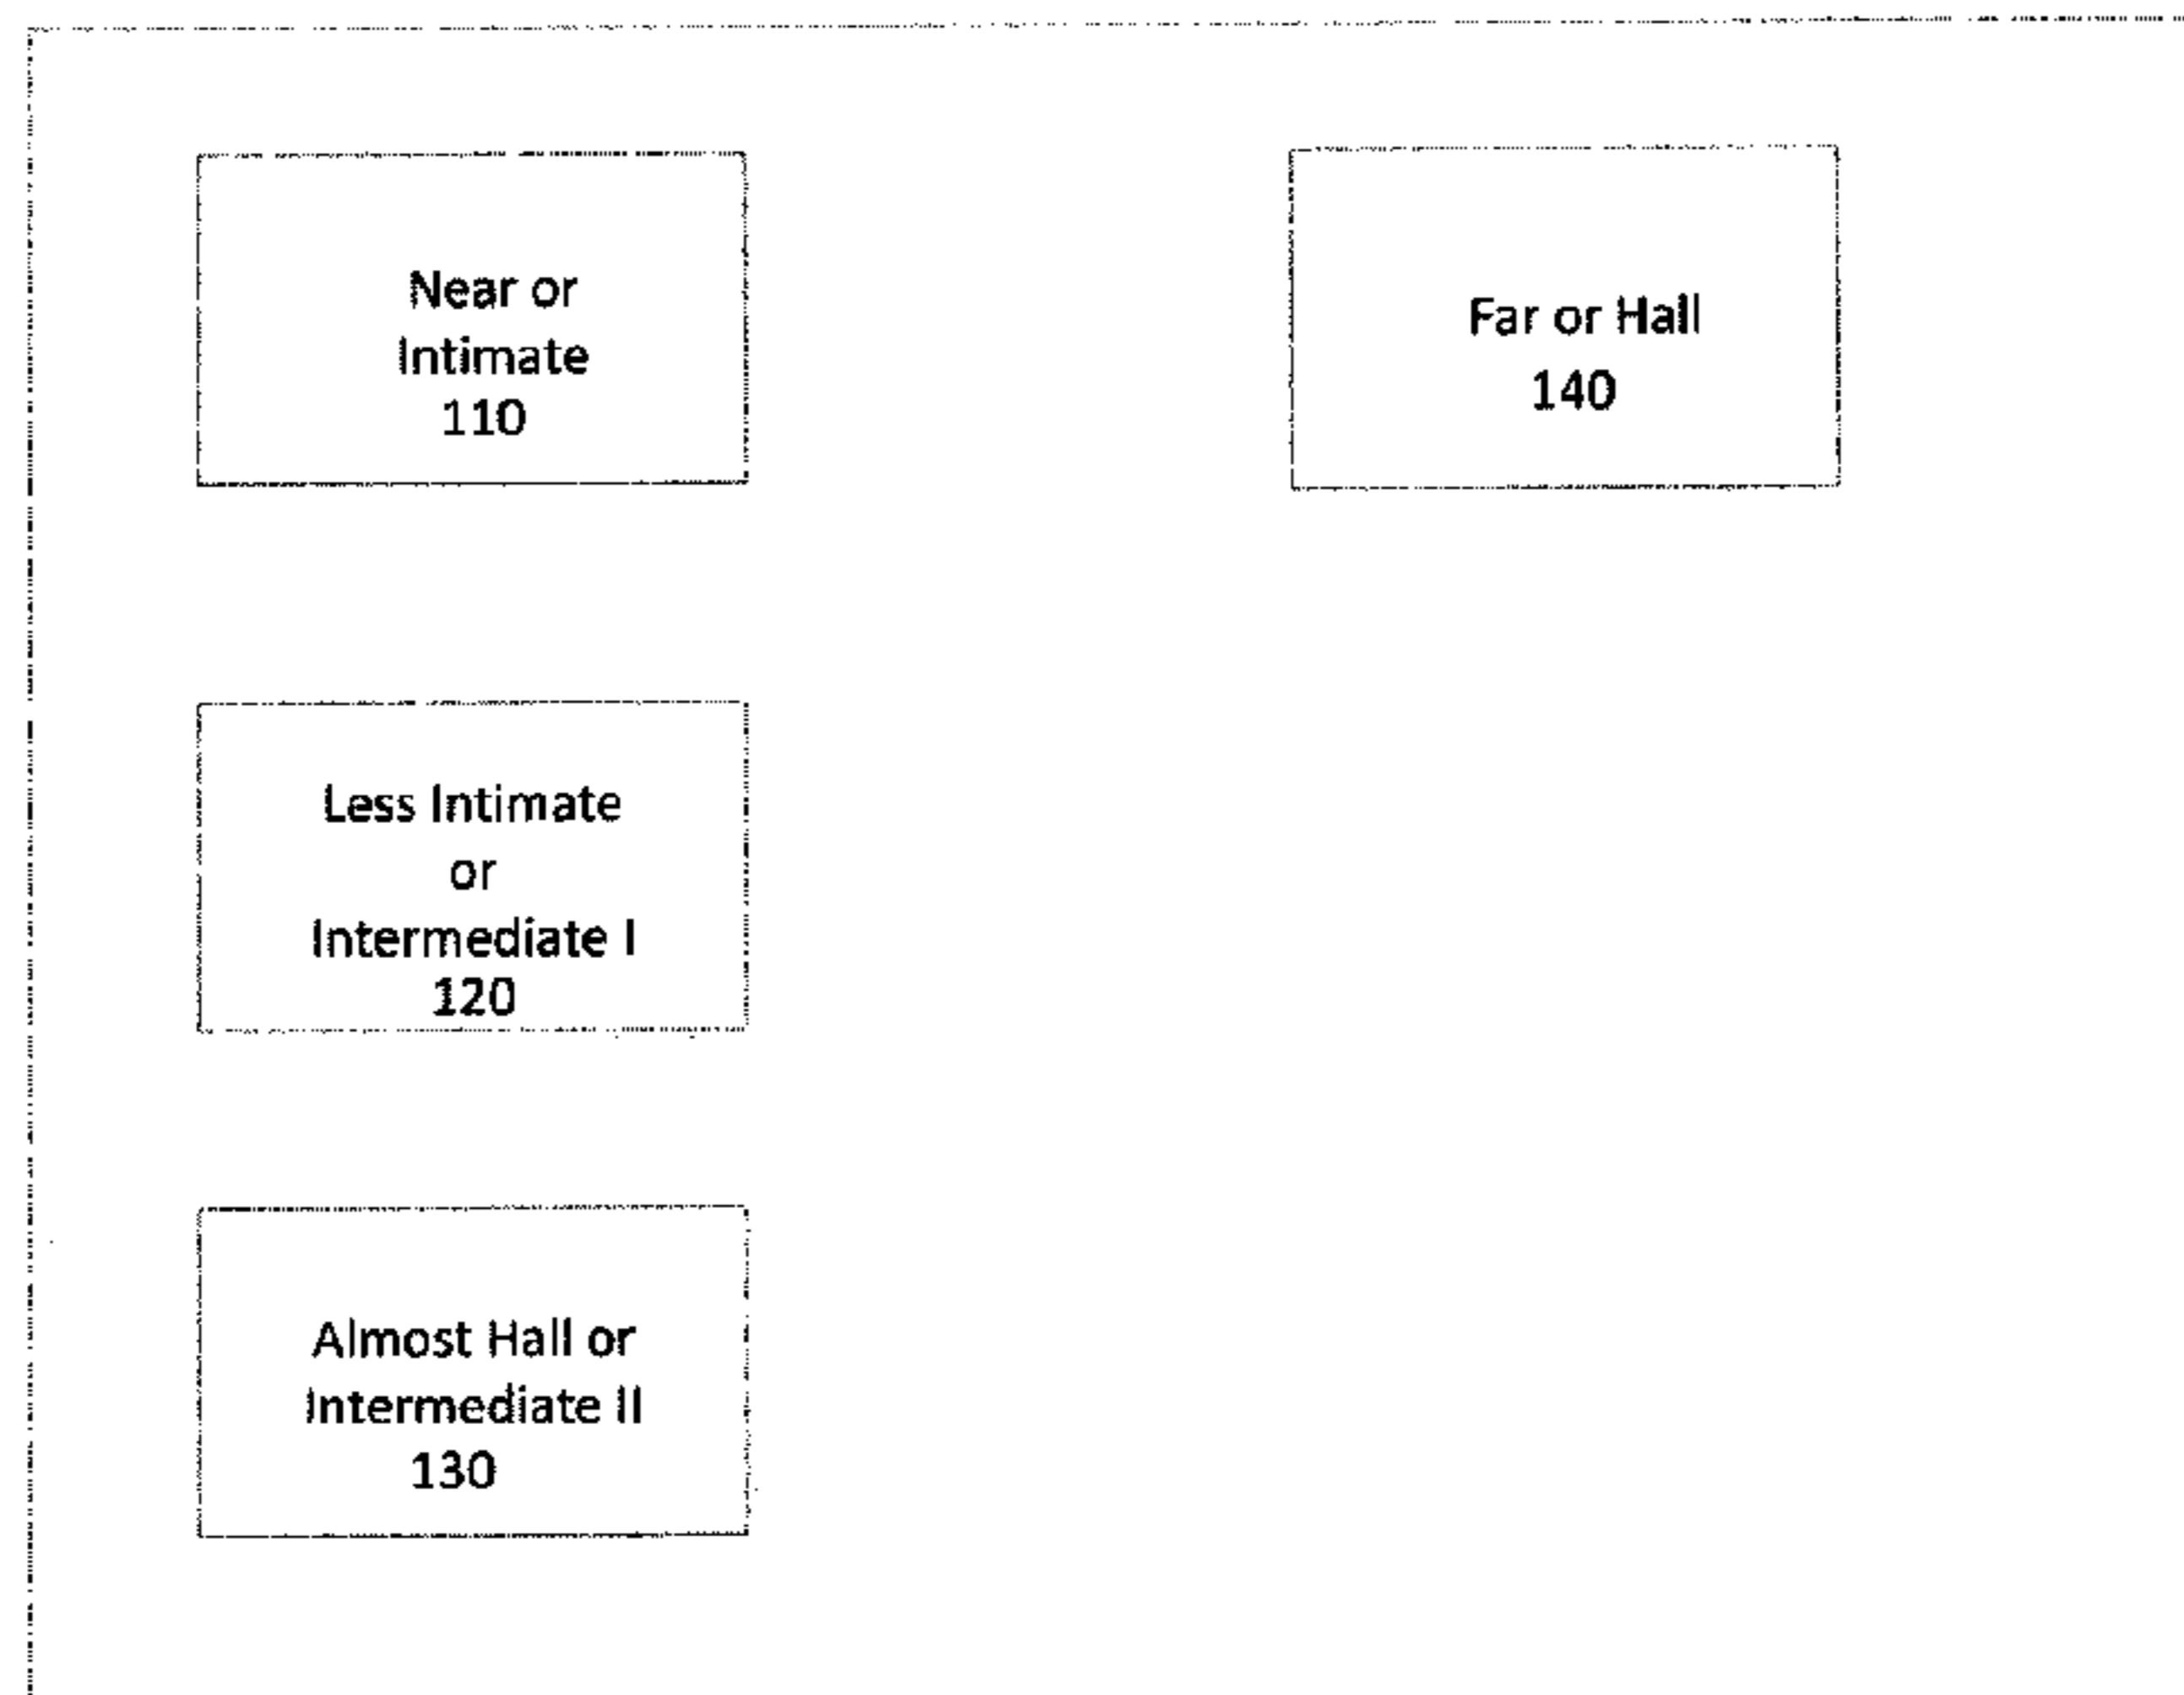 Near or
Intimate
110
Far or Hall
140
Less Intimate
or
Intermediate I
120
Almost Hall or
Intermediate II
130